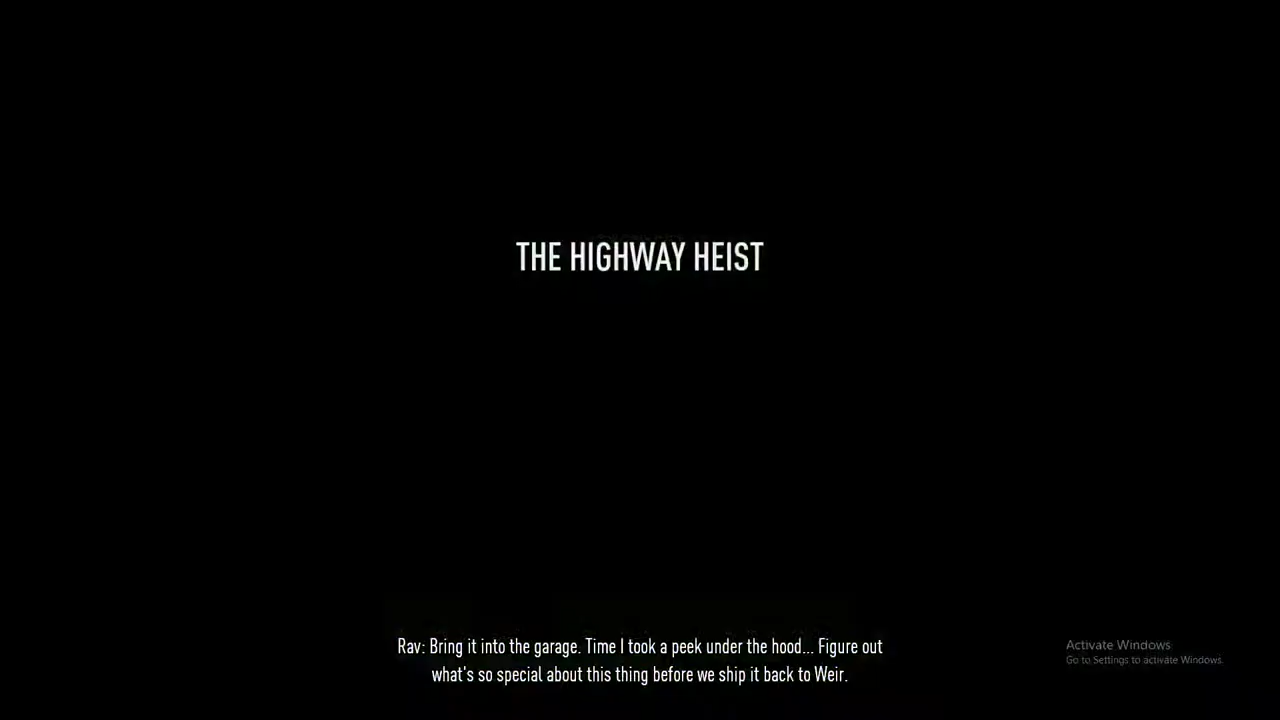 THE HIGHWAY HEIST
Rav: Bring it into the garage. Time I took a peek under the hood... Figure out
what's so special about this thing before we ship it back to Weir.
Activate Windows
Go to Settings to activate Windows.